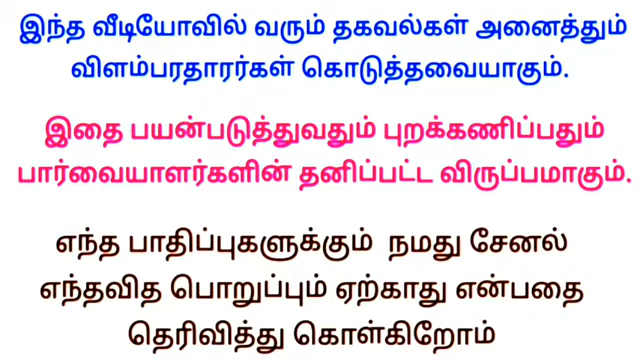 இந்த வீடியோவில் வரும் தகவல்கள் அனைத்தும்
விளம்பரதாரர்கள் கொடுத்தவையாகும்.
இதை பயன்படுத்துவதும் புறக்கணிப்பதும்
பார்வையாளர்களின் தனிப்பட்ட விருப்பமாகும்.
எந்த பாதிப்புகளுக்கும் நமது சேனல்
எந்தவித பொறுப்பும் ஏற்காது என்பதை
தெரிவித்து கொள்கிறோம்